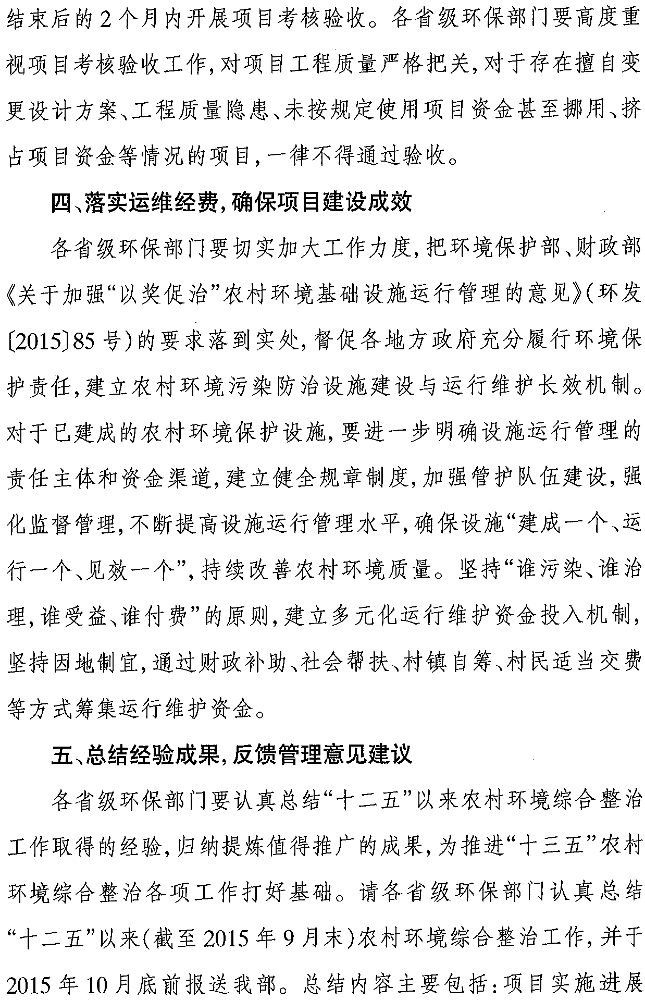 结束后的2个月内开展项目考核验收。各省级环保部门要高度重
视项目考核验收工作,对项目工程质量严格把关,对于存在擅自变
更设计方案、工程质量隐患、未按规定使用项目资金甚至挪用、挤
占项目资金等情况的项目,一律不得通过验收。
四、落实运维经费,确保项目建设成效
各省级环保部门要切实加大工作力度,把环境保护部、财政部
《关于加强“以奖促治”农村环境基础设施运行管理的意见》(环发
〔2015〕85号)的要求落到实处,督促各地方政府充分履行环境保
护责任,建立农村环境污染防治设施建设与运行维护长效机制。
对于已建成的农村环境保护设施,要进一步明确设施运行管理的
责任主体和资金渠道,建立健全规章制度,加强管护队伍建设,强
化监督管理,不断提高设施运行管理水平,确保设施“建成一个、运
行一个、见效一个”,持续改善农村环境质量。坚持“谁污染、谁治
理,谁受益、谁付费”的原则,建立多元化运行维护资金投入机制,
坚持因地制宜,通过财政补助、社会帮扶、村镇自筹、村民适当交费
等方式筹集运行维护资金。
五、总结经验成果,反馈管理意见建议
各省级环保部门要认真总结“十二五”以来农村环境综合整治
工作取得的经验,归纳提炼值得推广的成果,为推进“十三五”农村
环境综合整治各项工作打好基础。请各省级环保部门认真总结
“十二五”以来(截至2015年9月末)农村环境综合整治工作,并于
2015年10月底前报送我部。总结内容主要包括:项目实施进展